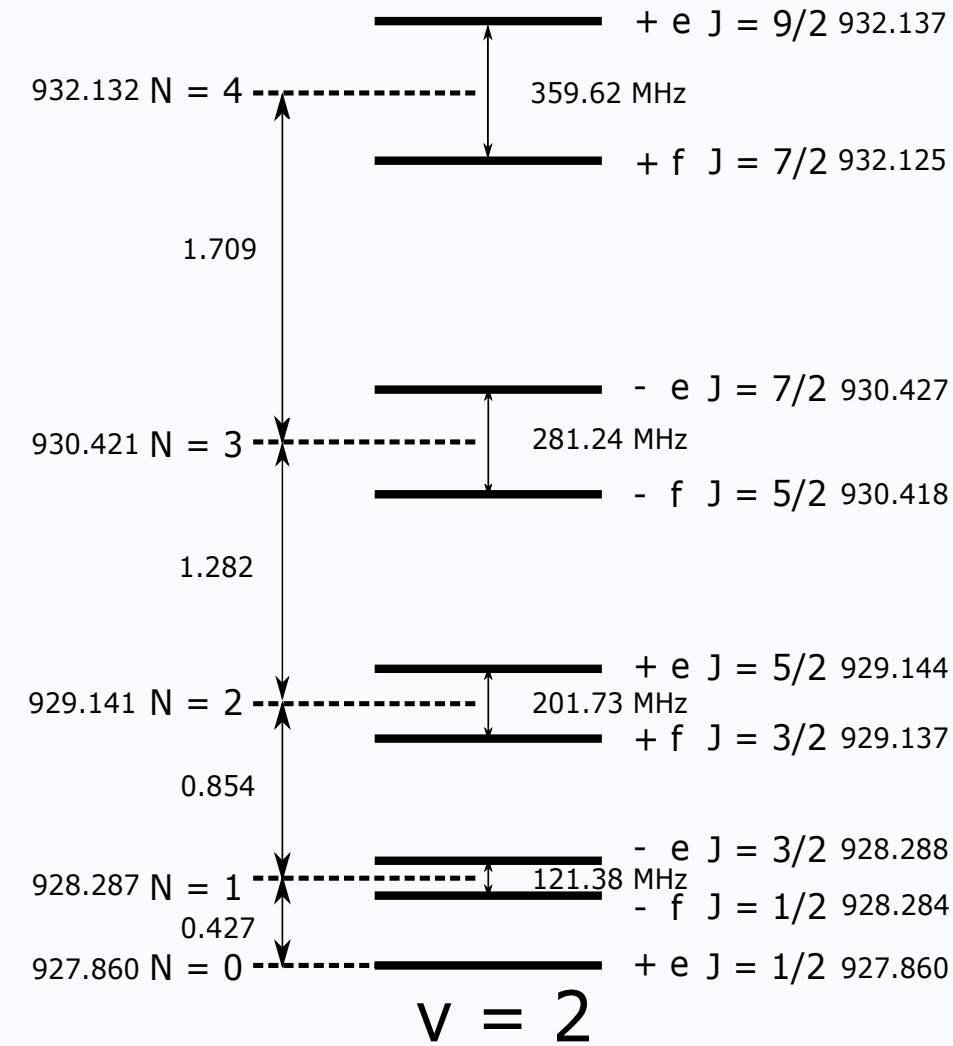 + e J = 9/2 932.137
932.132 N = 4
359.62 MHz
+ f J = 7/2 932.125
1.709
- e J = 7/2 930.427
930.421 N = 3
281.24 MHz
- f J = 5/2 930.418
1.282
+ e J = 5/2 929.144
929.141 N = 2
201.73 MHz
+ f J = 3/2 929.137
0.854
- e J = 3/2 928.288
928.287 N = 1
121.38 MHz
- f J = 1/2 928.284
0.427
927.860 N = 0
+ e J = 1/2 927.860
v = 2